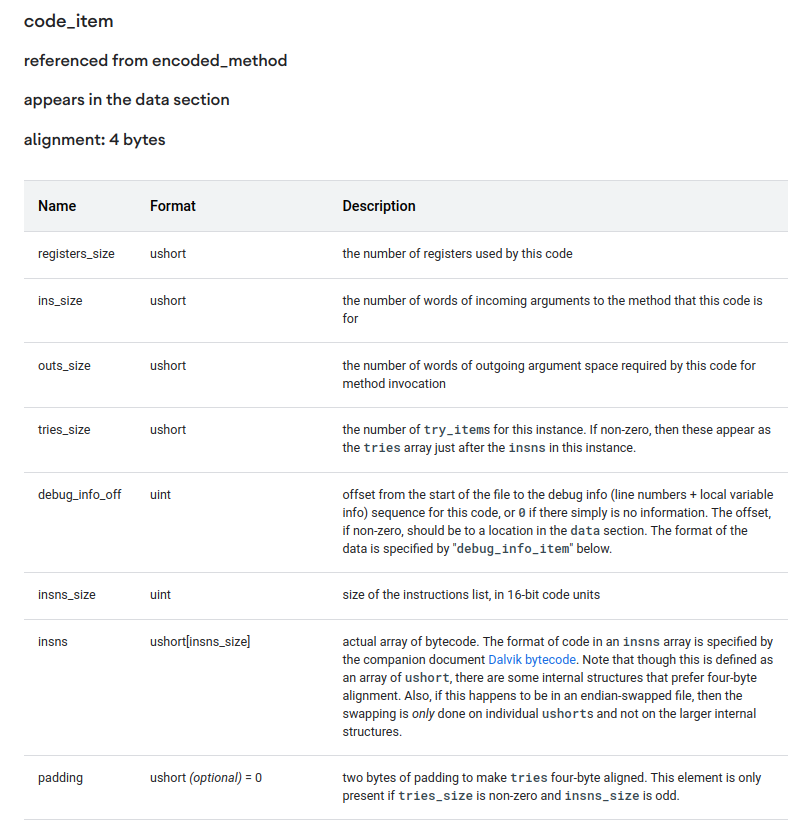 code_item
referenced from encoded_method
appears in the data section
alignment: 4 bytes
Name Format Description
registers_size ushort the number of registers used by this code
ins_size ushort the number of words of incoming arguments to the method that this code is
for
outs_size ushort the number of words of outgoing argument space required by this code for
method invocation
tries_size ushort the number of try_items for this instance. If non-zero, then these appear as
the tries array just after the insns in this instance.
debug_info_off uint offset from the start of the file to the debug info (line numbers + local variable
info) sequence for this code, or 0 if there simply is no information. The offset,
if non-zero, should be to a location in the data section. The format of the
data is specified by "debug_info_item" below.
insns_size uint size of the instructions list, in 16-bit code units
insns ushort[insns_size] actual array of bytecode. The format of code in an insns array is specified by
the companion document Dalvik bytecode. Note that though this is defined as
an array of ushort, there are some internal structures that prefer four-byte
alignment. Also, if this happens to be in an endian-swapped file, then the
swapping is only done on individual ushorts and not on the larger internal
structures.
padding ushort (optional) = 0 two bytes of padding to make tries four-byte aligned. This element is only
present if tries_size is non-zero and insns_size is odd.